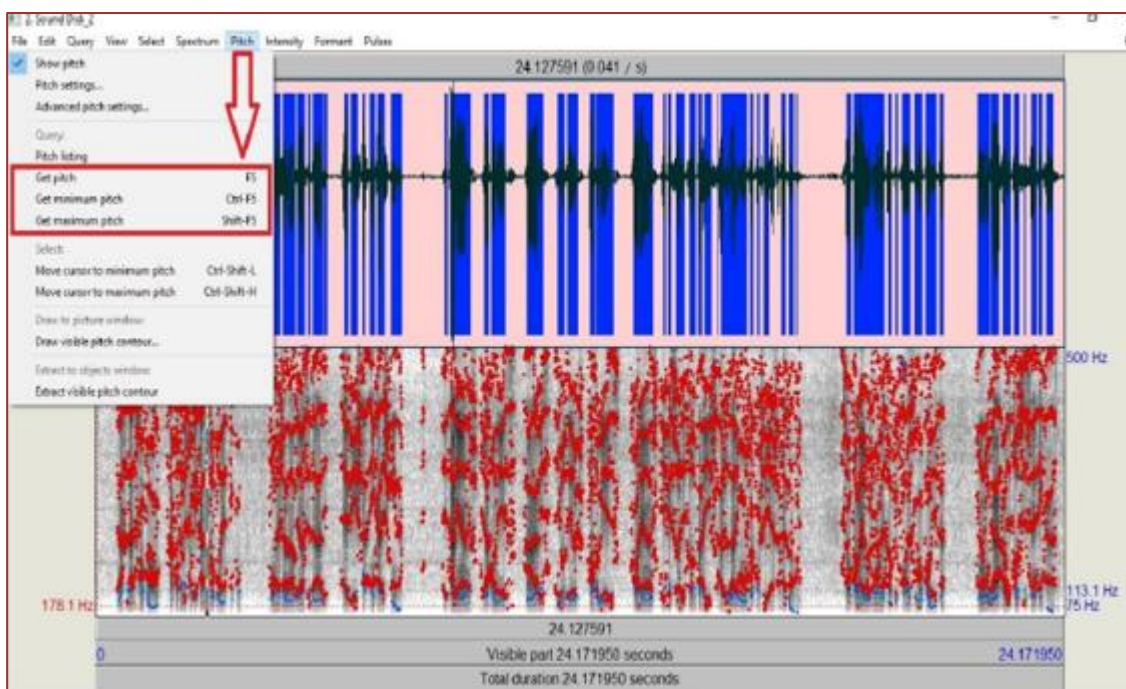 2. Sound Disk_2
File Edit Query View Select Spectrum Pitch Intensity Formant Pulses
Show pitch
Pitch settings...
Advanced pitch settings...
Query:
Pitch listing
Get pitch F5
Get minimum pitch Ctrl-F5
Get maximum pitch Shift-F5
Select:
Move cursor to minimum pitch Ctrl-Shift-L
Move cursor to maximum pitch Ctrl-Shift-H
Draw to picture window:
Draw visible pitch contour...
Extract to objects window:
Extract visible pitch contour
24.127591 (0.041 / s)
500 Hz
178.1 Hz
113.1 Hz
75 Hz
24.127591
0 Visible part 24.171950 seconds 24.171950
Total duration 24.171950 seconds